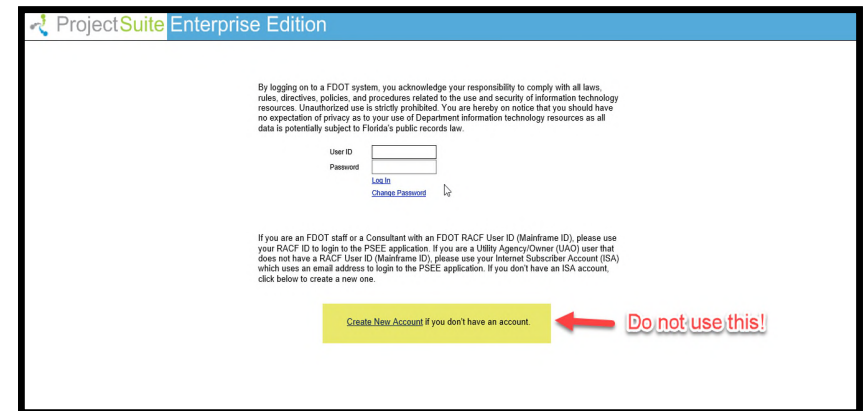 ProjectSuite Enterprise Edition
By logging on to a FDOT system, you acknowledge your responsibility to comply with all laws,
rules, directives, policies, and procedures related to the use and security of information technology
resources. Unauthorized use is strictly prohibited. You are hereby on notice that you should have
no expectation of privacy as to your use of Department information technology resources as all
data is potentially subject to Florida's public records law.
User ID
Password
Log In
Change Password
If you are an FDOT staff or a Consultant with an FDOT RACF User ID (Mainframe ID), please use
your RACF ID to login to the PSEE application. If you are a Utility Agency/Owner (UAO) user that
does not have a RACF User ID (Mainframe ID), please use your Internet Subscriber Account (ISA)
which uses an email address to login to the PSEE application. If you don't have an ISA account,
click below to create a new one.
Create New Account if you don't have an account.
Do not use this!